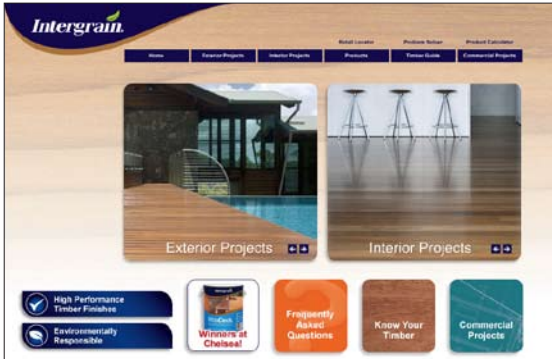 Intergrain.
Retail Locator Problem Solver Product Calculator
Home Exterior Projects Interior Projects Products Timber Guide Commercial Projects
Exterior Projects
Interior Projects
High Performance
Timber Finishes
Environmentally
Responsible
intergrain
Winners at
Chelsea!
Frequently
Asked
Questions
Know Your
Timber
Commercial
Projects